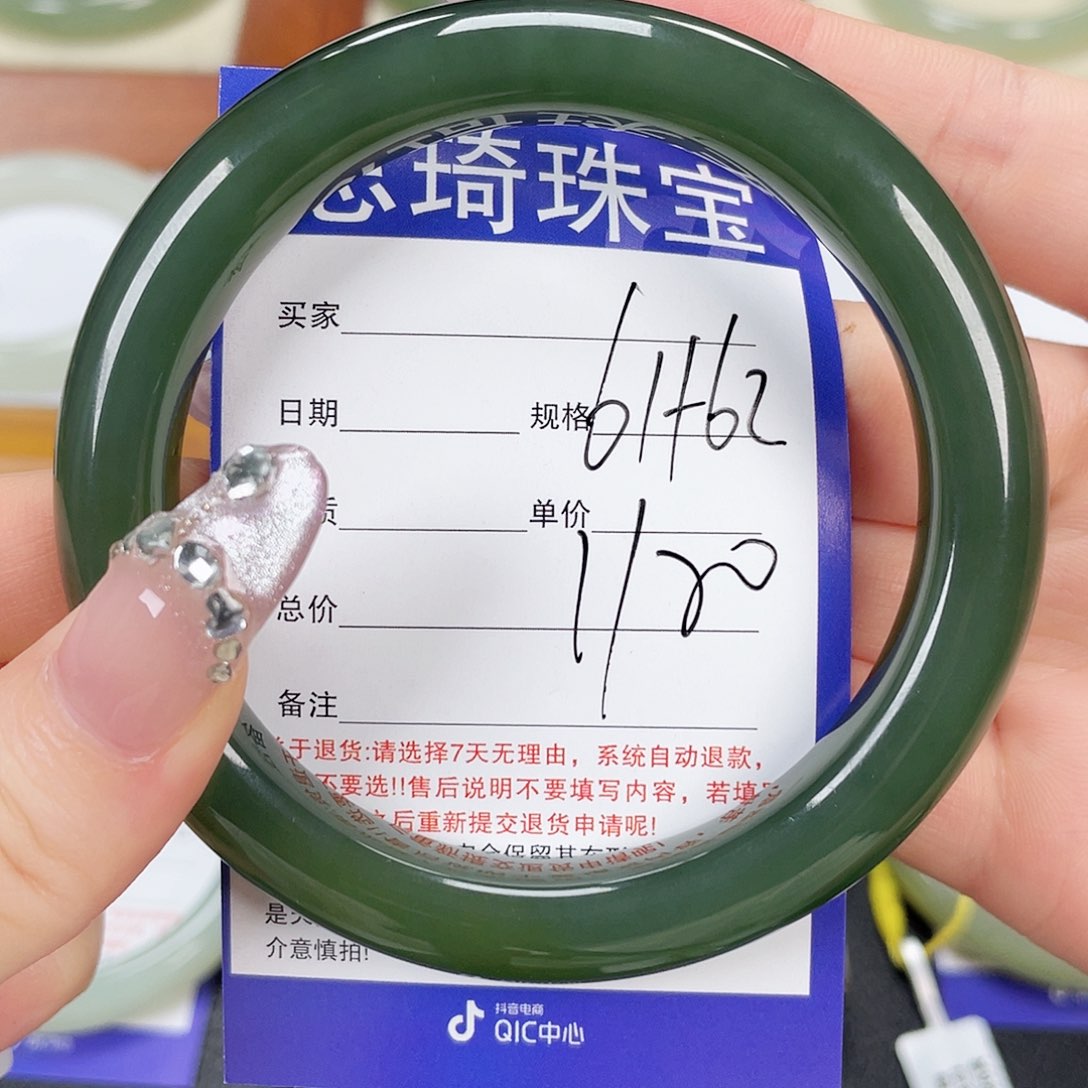 琦珠宝
买家
日期 规格 61+62
单价
总价
备注
于退货:请选择7天无理由，系统自动退款，
不要选!!售后说明不要填写内容，若填
之后重新提交退货申请呢!
介意慎拍!
抖音电商
QIC中心